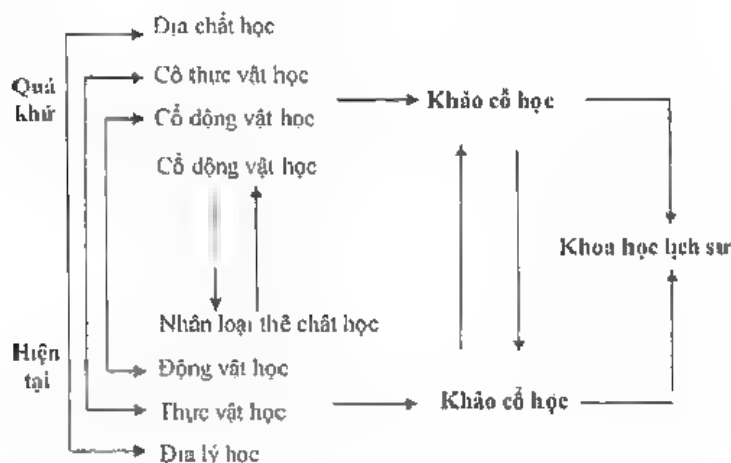 Địa chất học
Quá
khứ
Cô thực vật học
Cổ động vật học
Cổ động vật học
Khảo cổ học
Khoa học lịch sư
Nhân loại thể chất học
Hiện
tại
Động vật học
Thực vật học
Địa lý học
Khảo cổ học